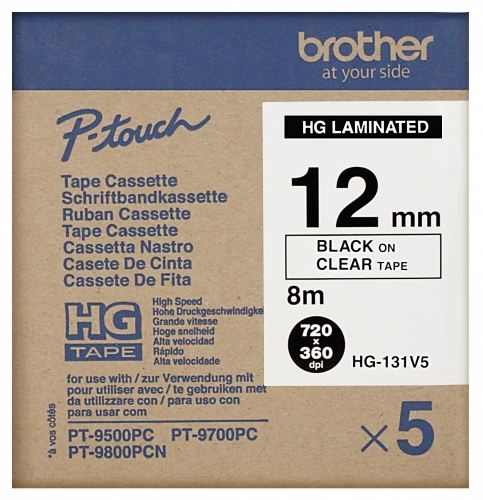 brother
at your side
P-touch
HG LAMINATED
12 mm
BLACK ON
CLEAR TAPE
8m
720
x
360
dpi
HG-131V5
Tape Cassette
Schriftbandkassette
Ruban Cassette
Tape Cassette
Cassetta Nastro
Casete De Cinta
Cassete De Fita
HG
TAPE
High Speed
Hohe Druckgeschwindigke
Grande vitesse
Hoge snelheid
Alta velocidad
Rápido
Alta velocidade
for use with / zur Verwendung mit
pour utiliser avec / te gebruiken met
da utilizzare con / para uso con
para usar com
PT-9500PC PT-9700PC
PT-9800PCN
*à vos côtés
x5